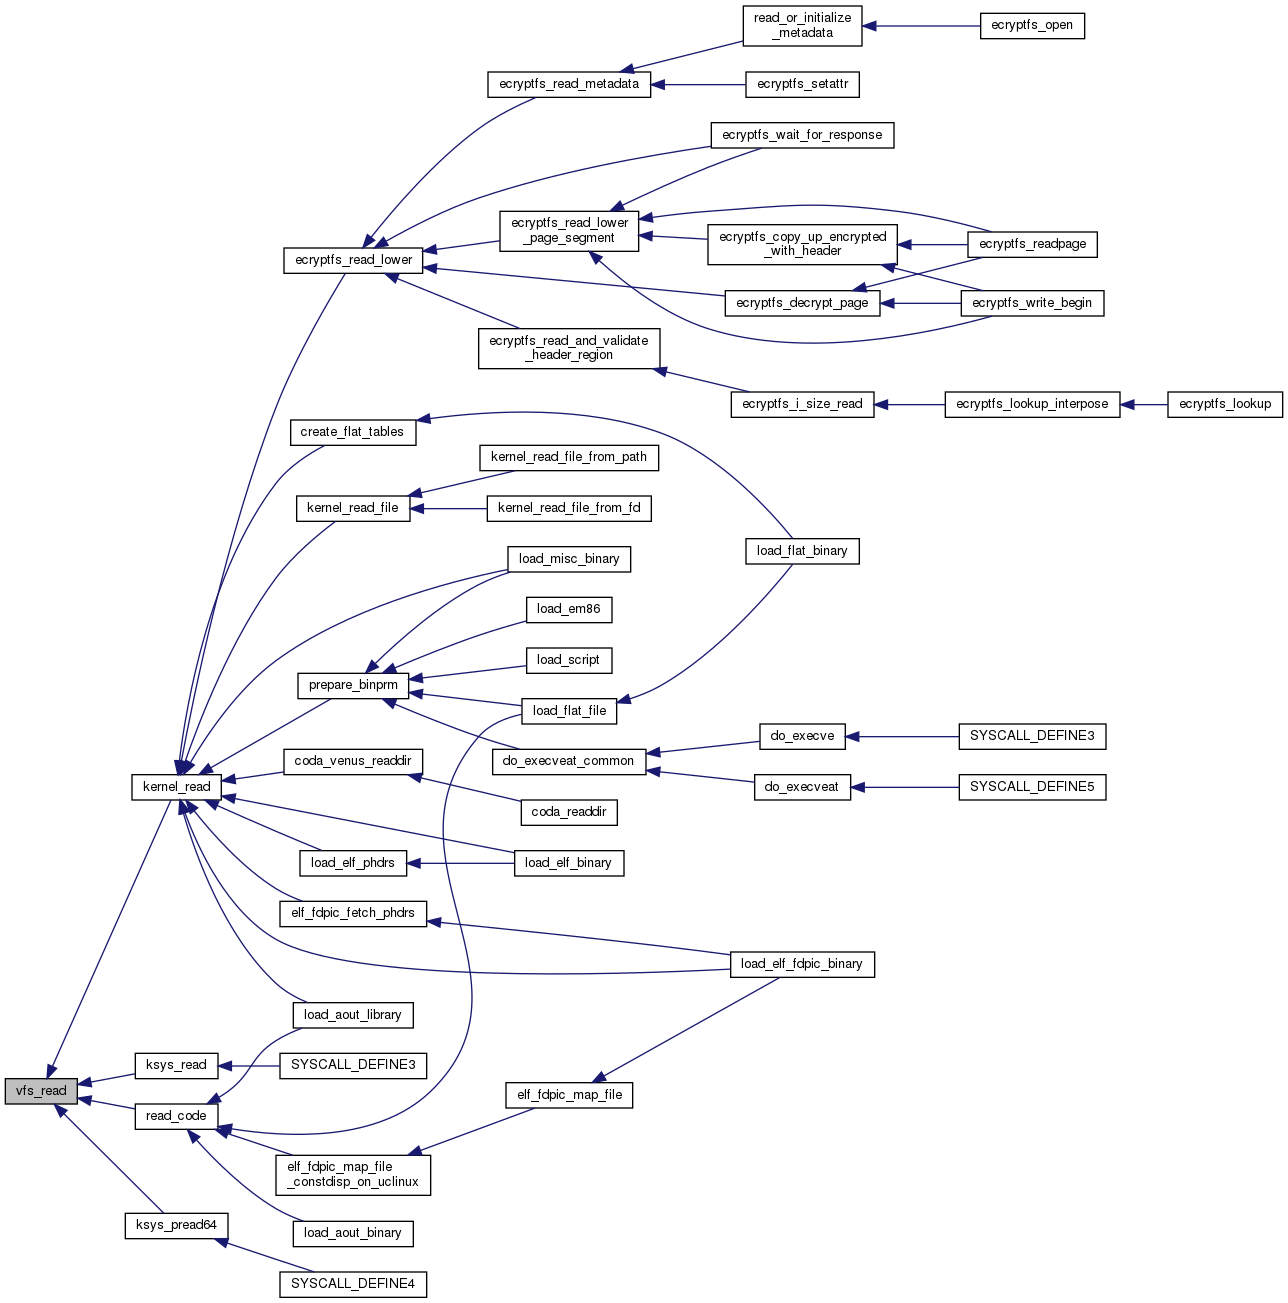 read_or_initialize
_metadata
ecryptfs_open
ecryptfs_read_metadata
ecryptfs_setattr
ecryptfs_wait_for_response
ecryptfs_read_lower
_page_segment
ecryptfs_copy_up_encrypted
_with_header
ecryptfs_readpage
ecryptfs_read_lower
ecryptfs_decrypt_page
ecryptfs_write_begin
ecryptfs_read_and_validate
_header_region
ecryptfs_i_size_read
ecryptfs_lookup_interpose
ecryptfs_lookup
create_flat_tables
kernel_read_file_from_path
kernel_read_file
kernel_read_file_from_fd
load_misc_binary
load_flat_binary
load_em86
load_script
prepare_binprm
load_flat_file
do_execve
SYSCALL_DEFINE3
coda_venus_readdir
do_execveat_common
kernel_read
do_execveat
SYSCALL_DEFINE5
coda_readdir
load_elf_phdrs
load_elf_binary
elf_fdpic_fetch_phdrs
load_elf_fdpic_binary
load_aout_library
ksys_read
SYSCALL_DEFINE3
vfs_read
elf_fdpic_map_file
read_code
elf_fdpic_map_file
_constdisp_on_uclinux
ksys_pread64
load_aout_binary
SYSCALL_DEFINE4